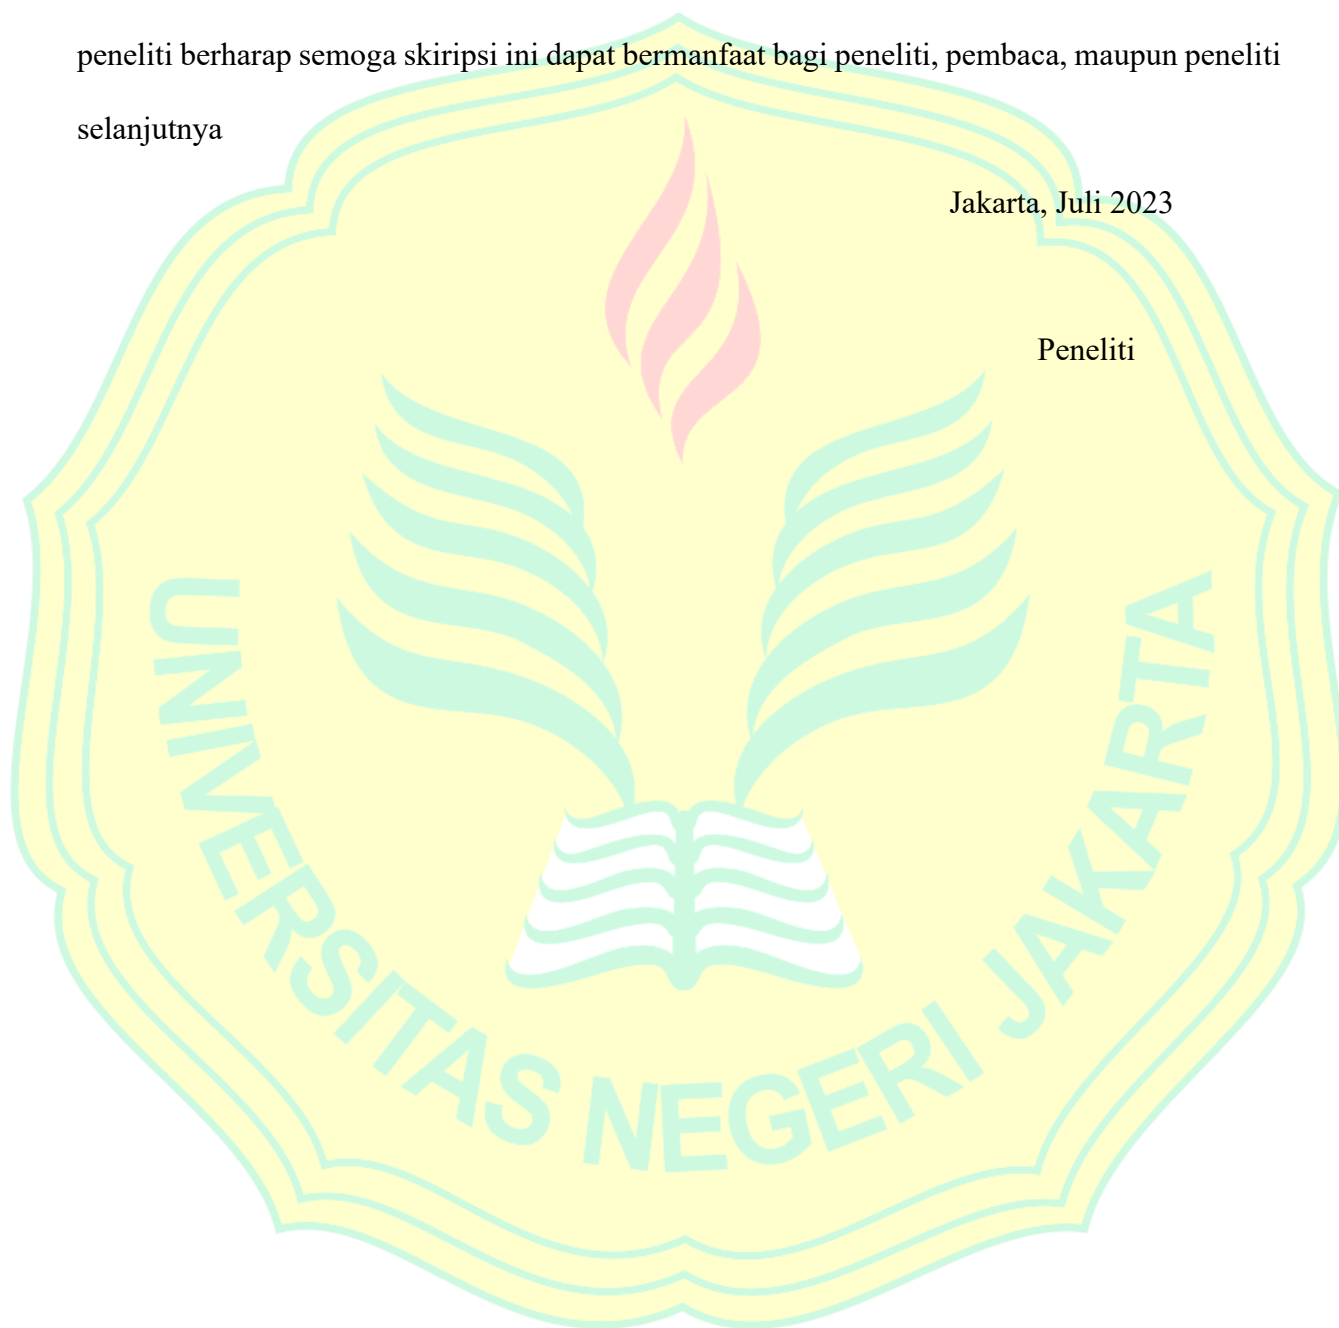 peneliti berharap semoga skiripsi ini dapat bermanfaat bagi peneliti, pembaca, maupun peneliti
selanjutnya
Jakarta, Juli 2023
Peneliti
UNIVERSITAS NEGERI JAKARTA